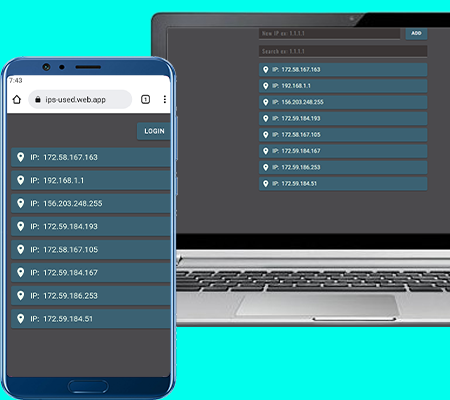 7:43
ips-used.web.app
1
LOGIN
IP: 172.58.167.163
IP: 192.168.1.1
IP: 156.203.248.255
IP: 172.59.184.193
IP: 172.58.167.105
IP: 172.59.184.167
IP: 172.59.186.253
IP: 172.59.184.51
New IP ex: 1.1.1.1
ADD
Search ex: 1.1.1.1
IP: 172.58.167.163
IP: 192.168.1.1
IP: 156.203.248.255
IP: 172.59.184.193
IP: 172.58.167.105
IP: 172.59.184.167
IP: 172.59.186.253
IP: 172.59.184.51